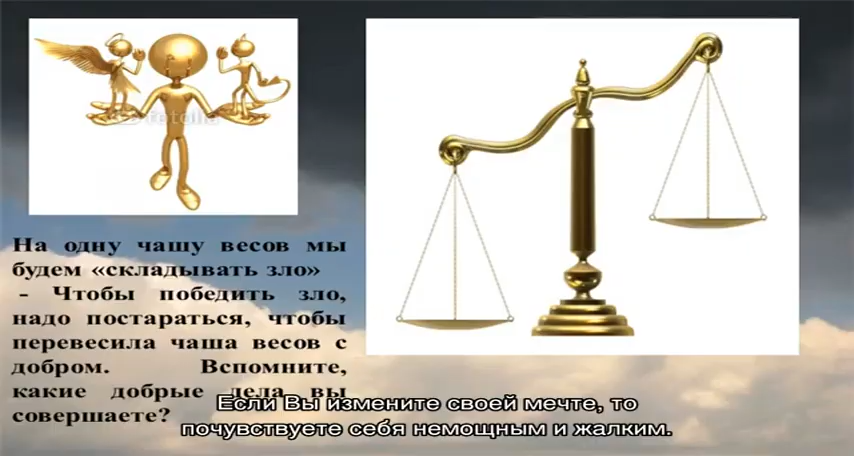 На одну чашу весов мы
будем «складывать зло»
- Чтобы победить зло,
надо постараться, чтобы
перевесила чаша весов с
добром. Вспомните,
какие добрые дела вы
совершаете?
Если Вы измените своей мечте, то
почувствуете себя немощным и жалким.
fotolia